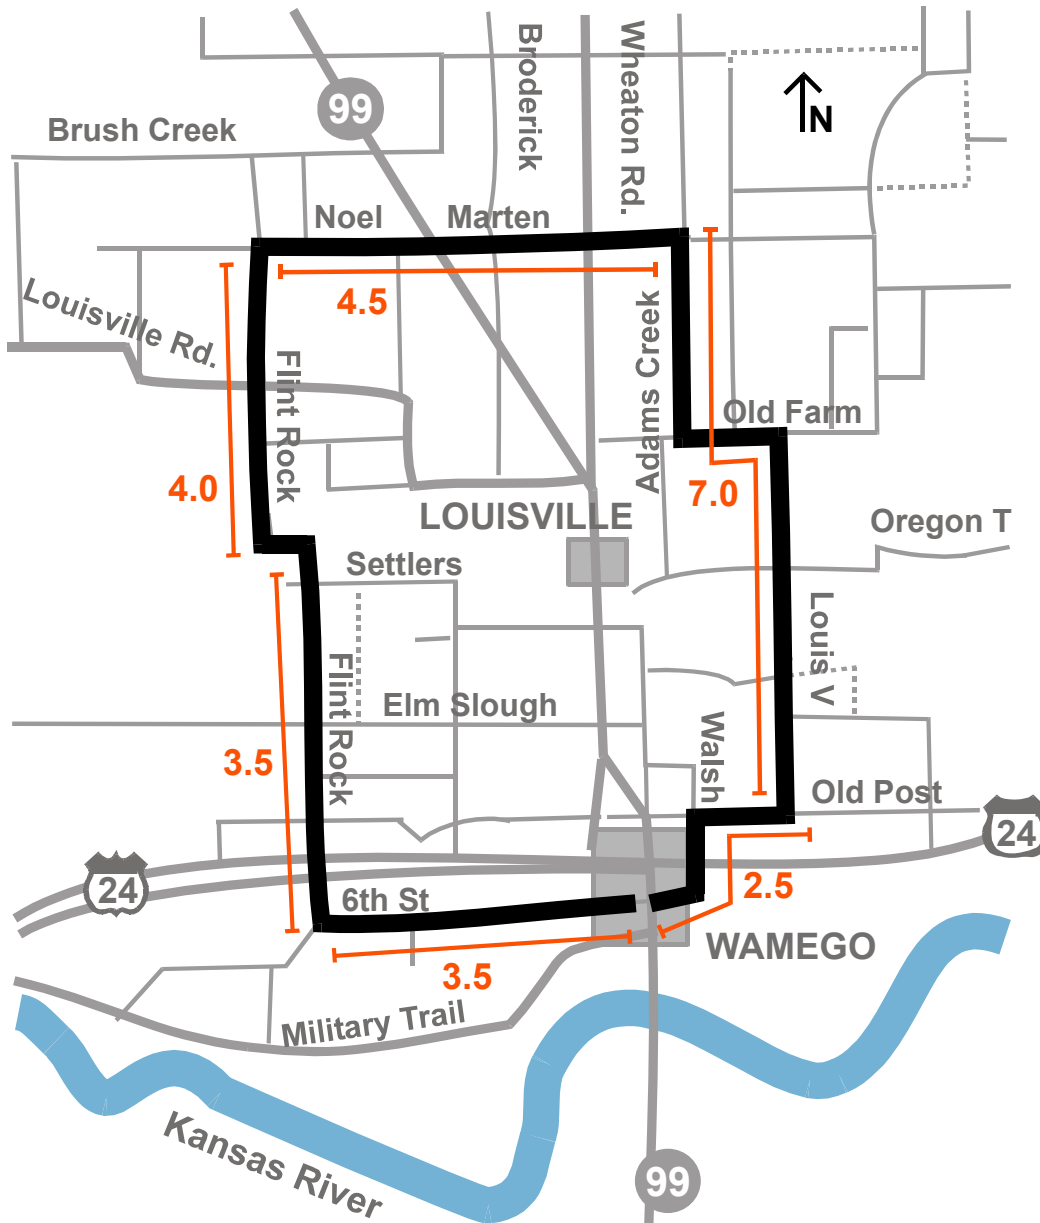 Broderick
Wheaton Rd.
99
N
Brush Creek
Noel
Marten
Louisville Rd.
4.5
Adams Creek
Flint Rock
Old Farm
4.0
7.0
LOUISVILLE
Oregon T
Settlers
Louis V
Flint Rock
Elm Slough
Walsh
3.5
Old Post
24
24
6th St
2.5
WAMEGO
3.5
Military Trail
Kansas River
99